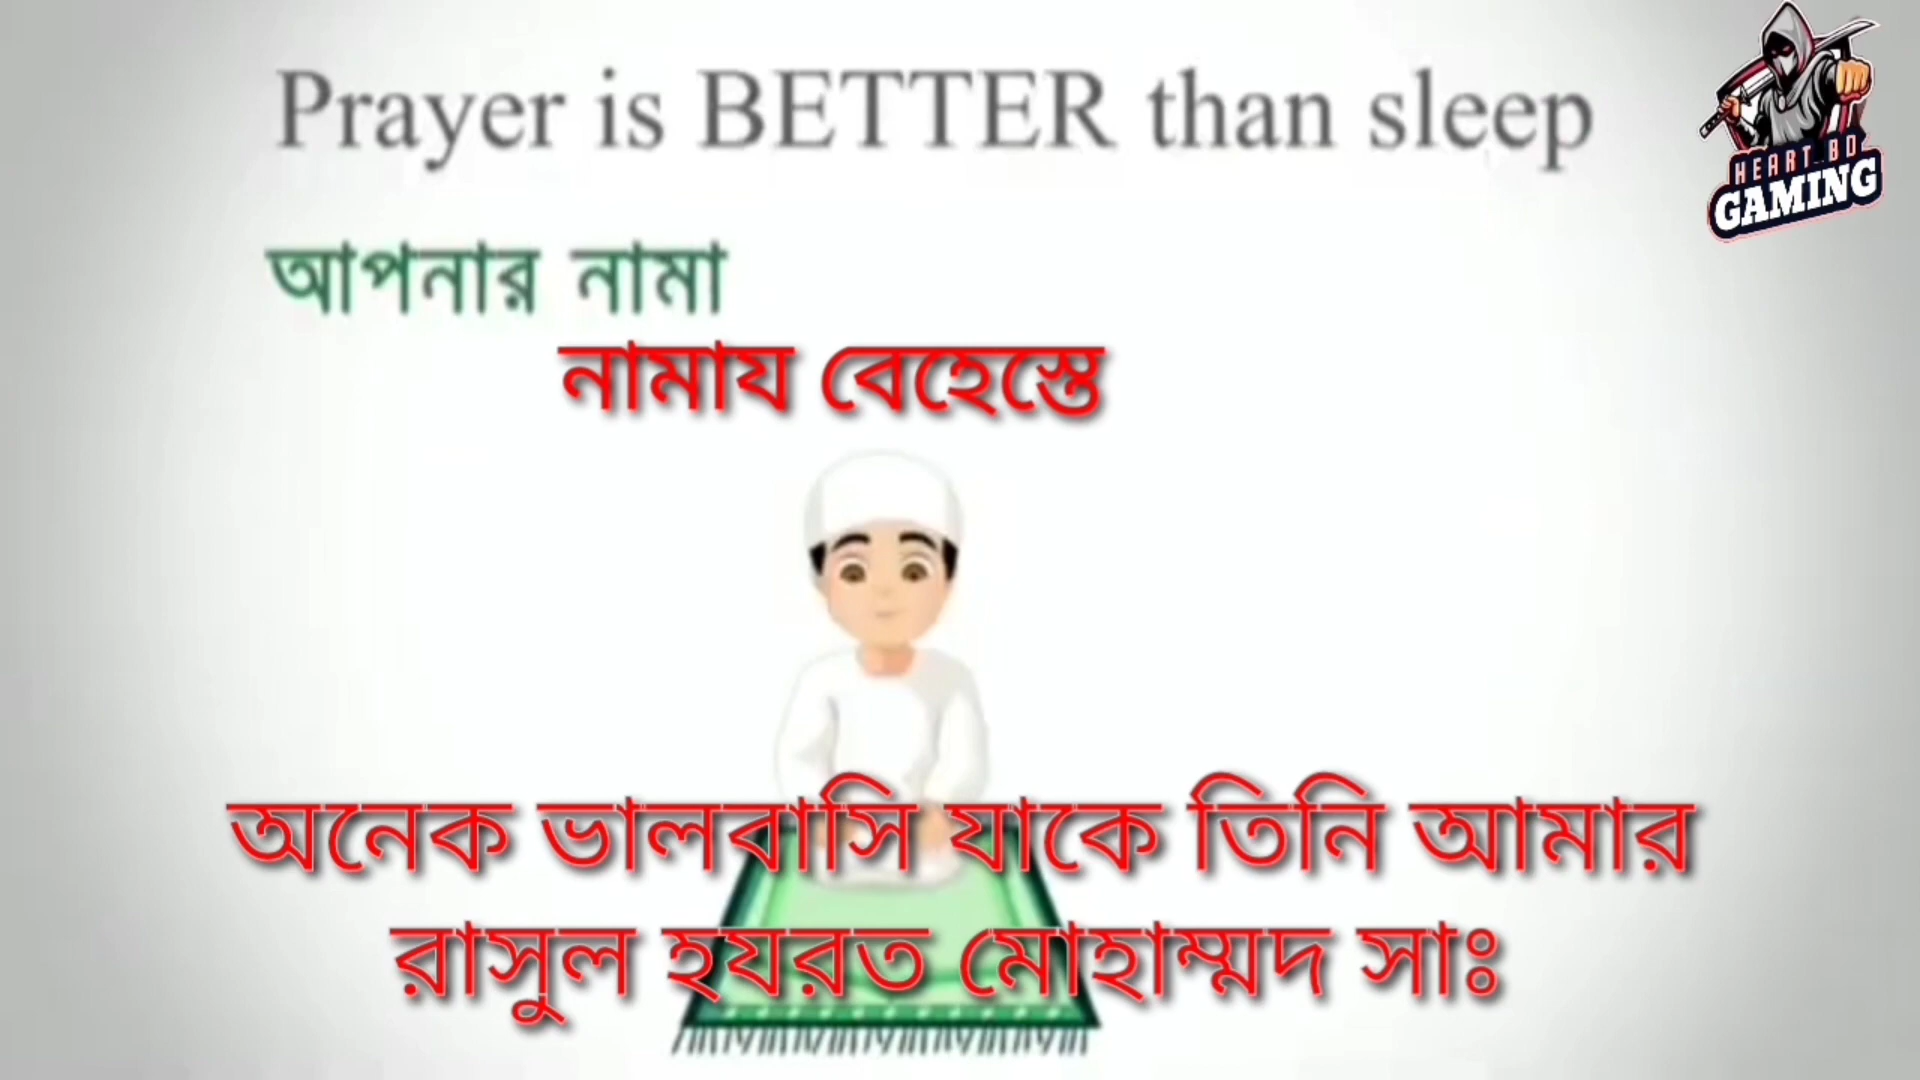 Prayer is BETTER than sleep
HEART BD
GAMING
আপনার নামা
নামায বেহেস্তে
অনেক ভালবাসি যাকে তিনি আমার
রাসুল হযরত মোহাম্মদ সাঃ